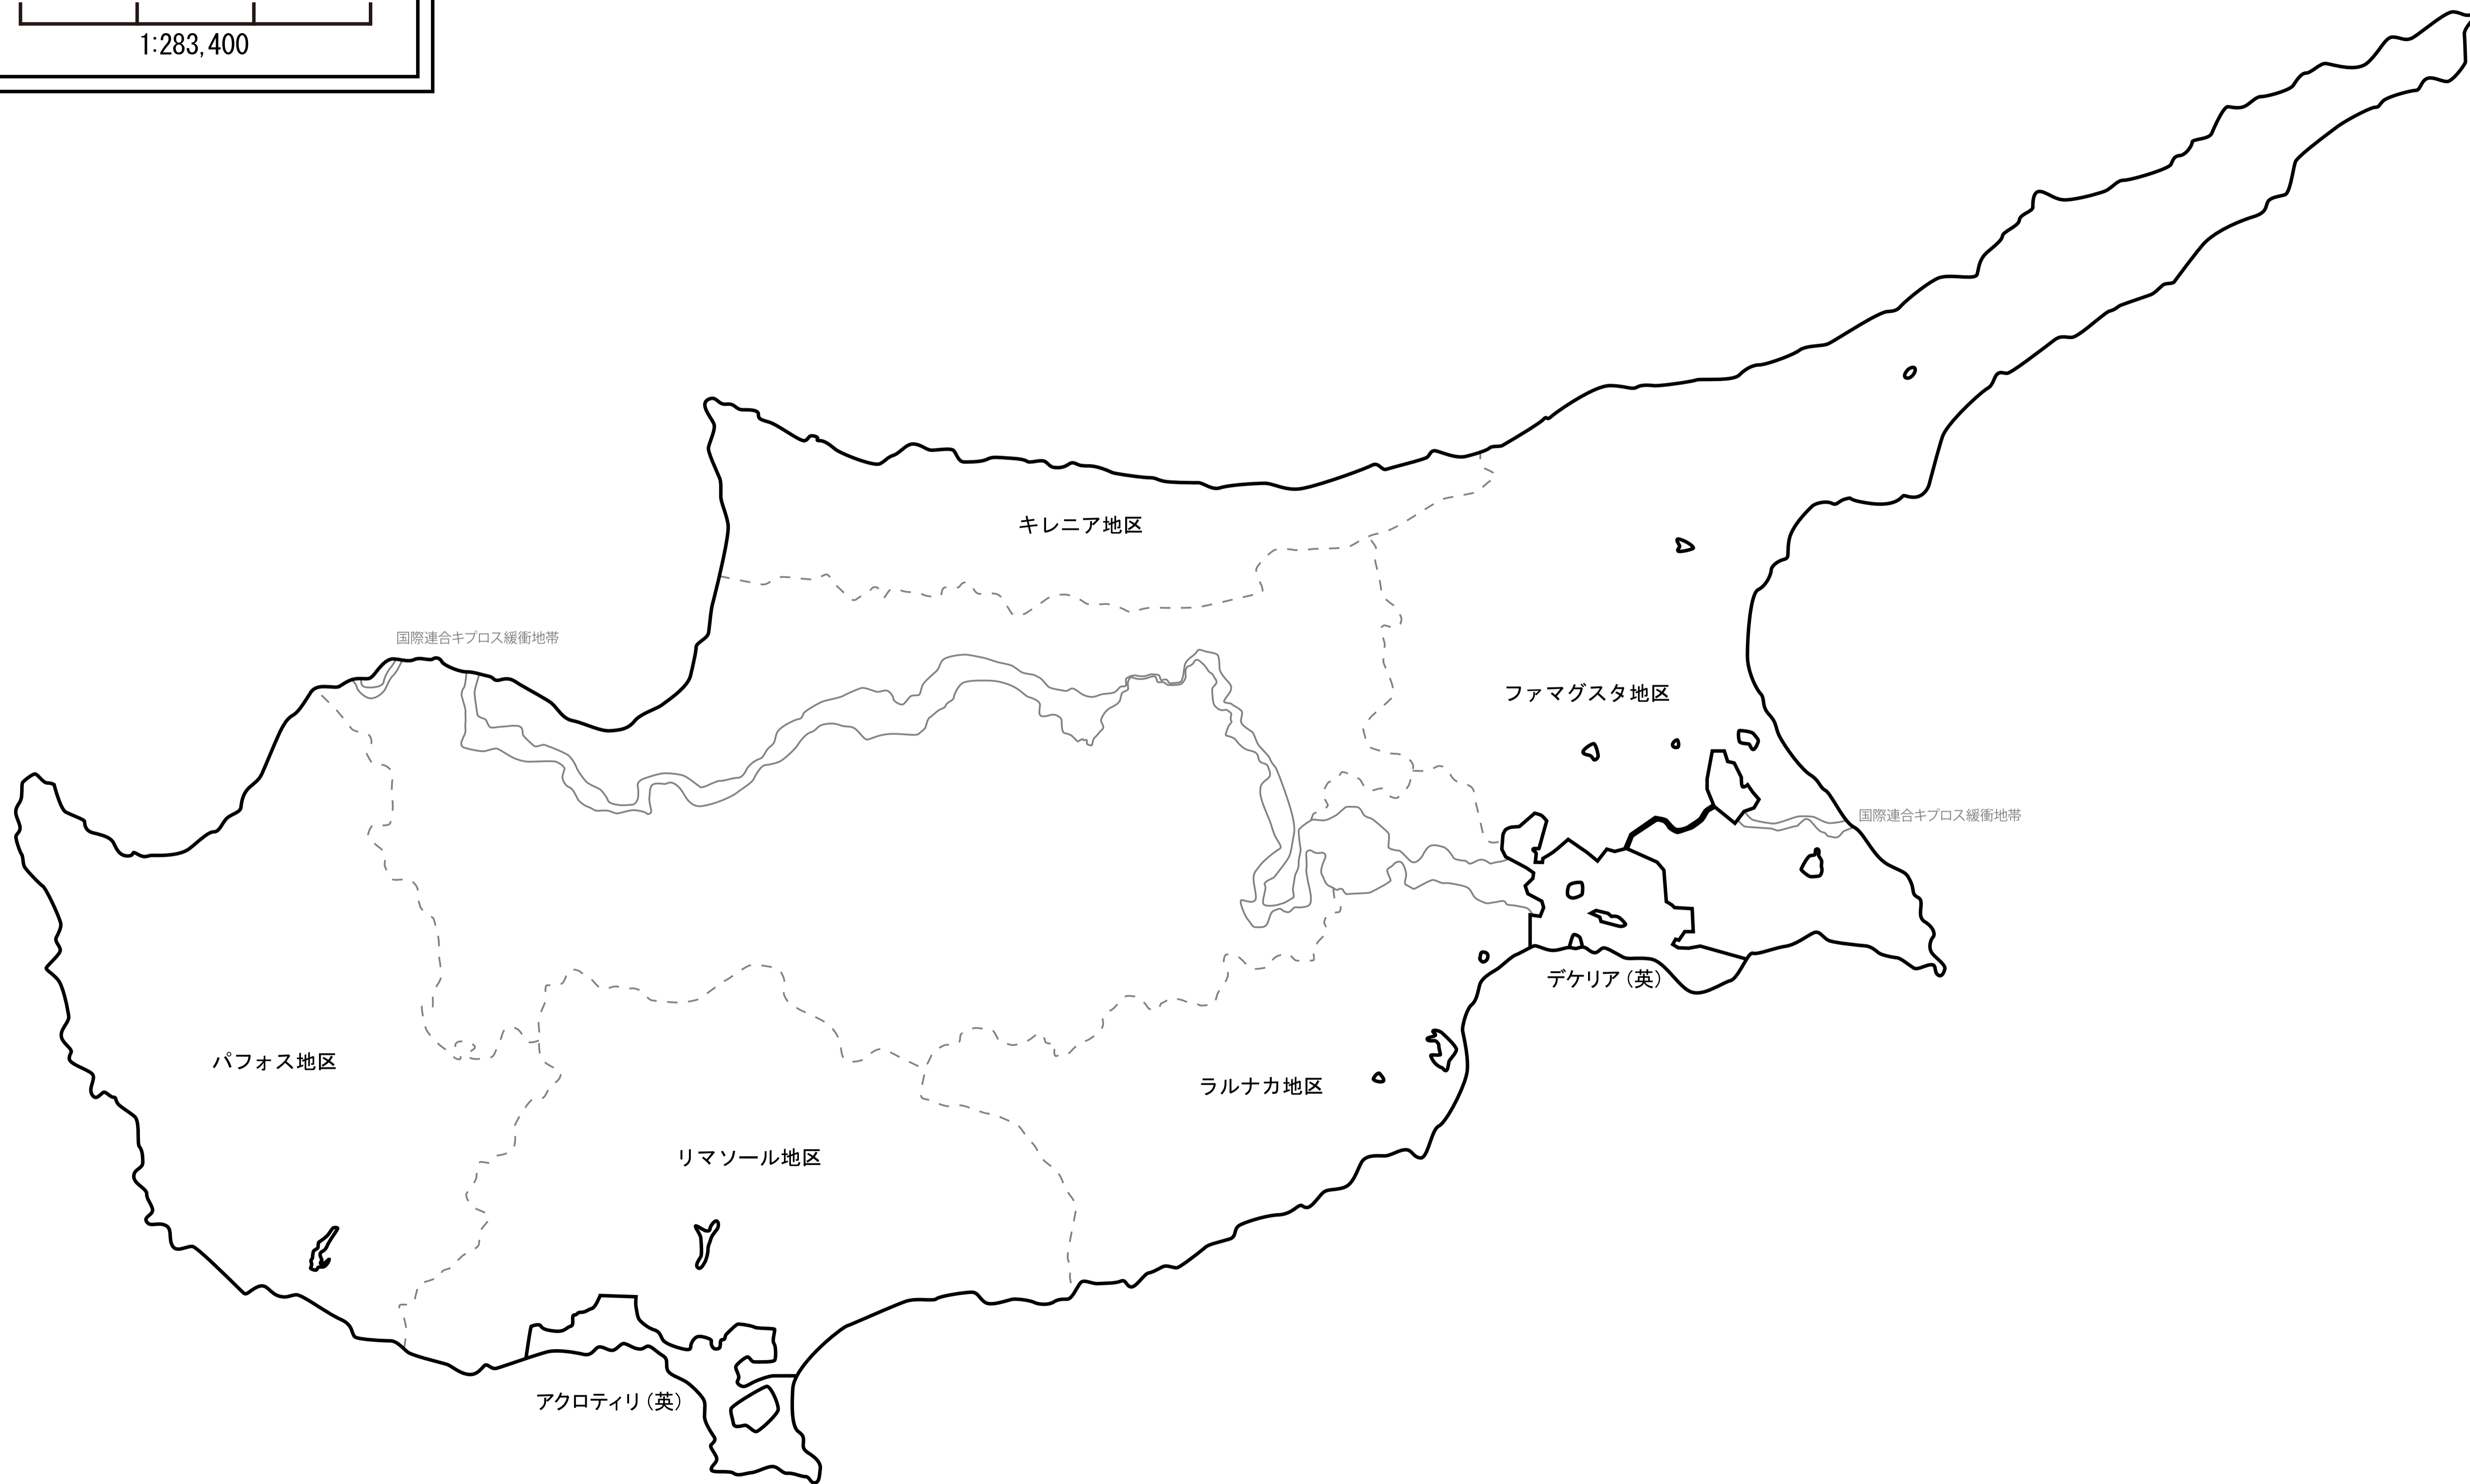 1:283,400
キレニア地区
国際連合キプロス緩衝地帯
ファマグスタ地区
国際連合キプロス緩衝地帯
デケリア（英）
パフォス地区
ラルナカ地区
リマソール地区
アクロティリ（英）